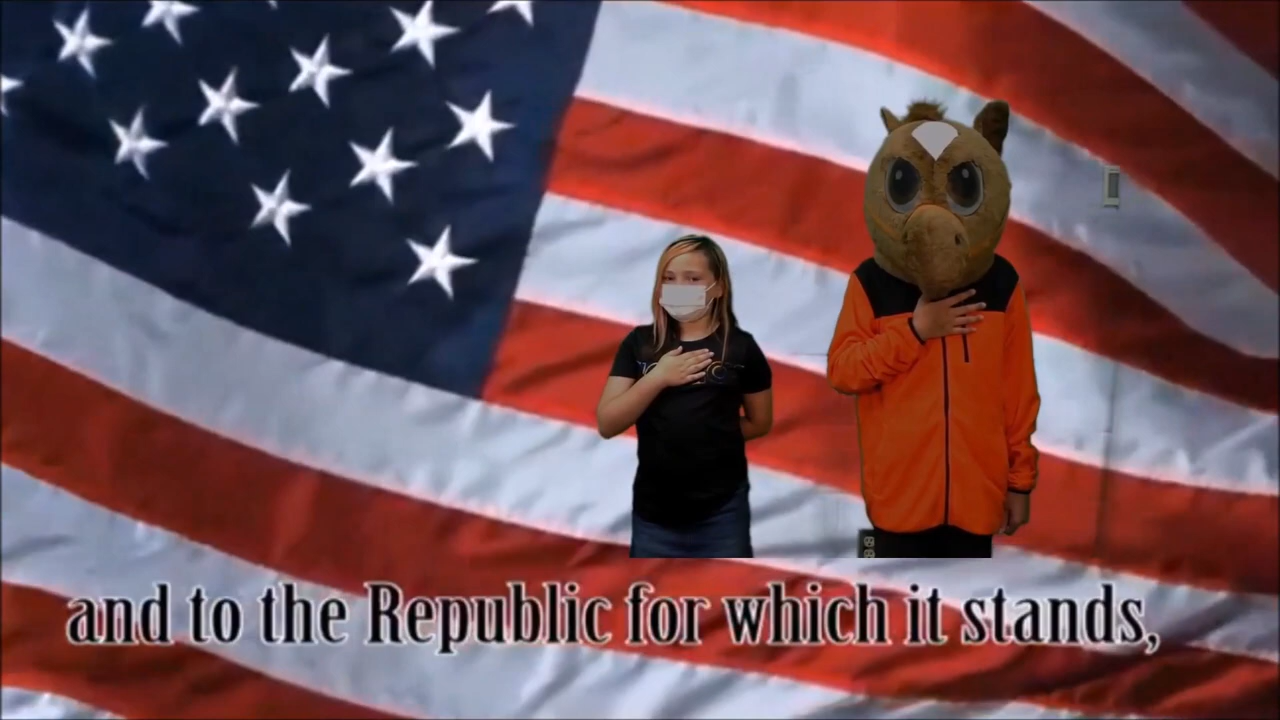 and to the Republic for which it stands,